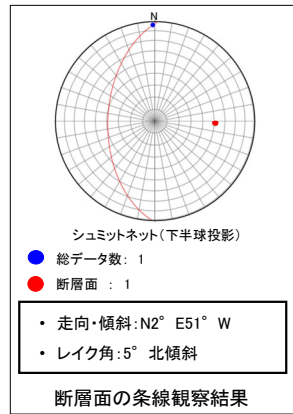 N
シュミットネット(下半球投影)
総データ数: 1
断層面 : 1
• 走向・傾斜:N2° E51° W
• レイク角:5° 北傾斜
断層面の条線観察結果